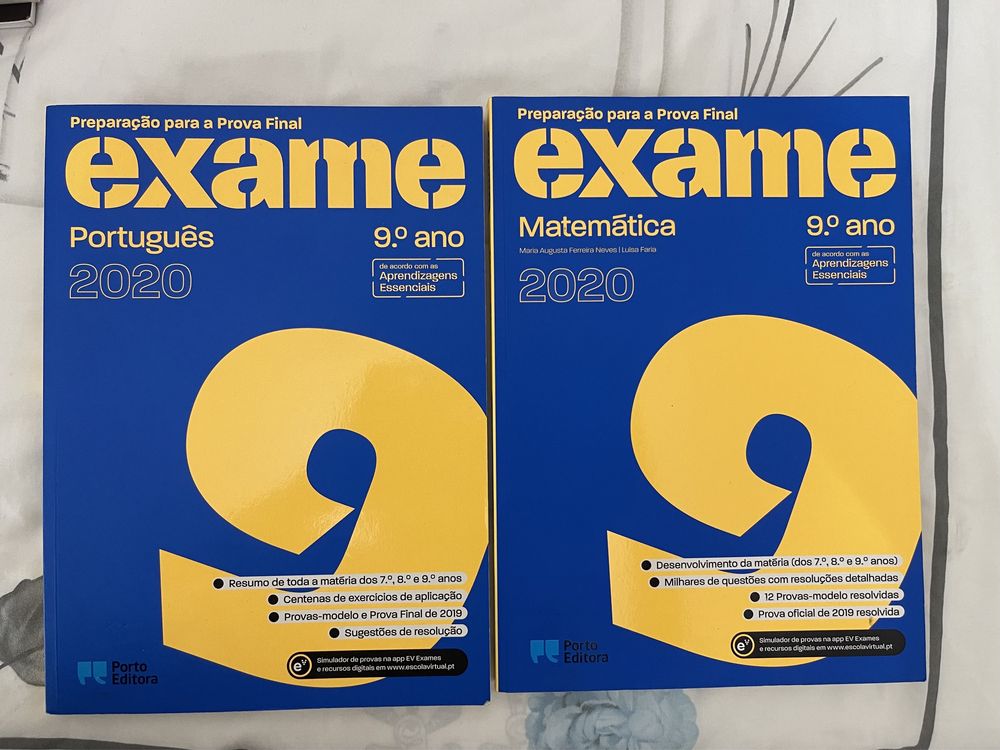 Preparação para a Prova Final
exame
Português
9.º ano
2020
de acordo com as
Aprendizagens
Essenciais
9
Resumo de toda a matéria dos 7.º, 8.º e 9.º anos
Centenas de exercícios de aplicação
Provas-modelo e Prova Final de 2019
Sugestões de resolução
Porto
Editora
e
Simulador de provas na app EV Exames
e recursos digitais em www.escolavirtual.pt
Preparação para a Prova Final
exame
Matemática
9.º ano
Maria Augusta Ferreira Neves | Luísa Faria
2020
de acordo com as
Aprendizagens
Essenciais
9
Desenvolvimento da matéria (dos 7.º, 8.º e 9.º anos)
Milhares de questões com resoluções detalhadas
12 Provas-modelo resolvidas
Prova oficial de 2019 resolvida
Porto
Editora
e
Simulador de provas na app EV Exames
e recursos digitais em www.escolavirtual.pt